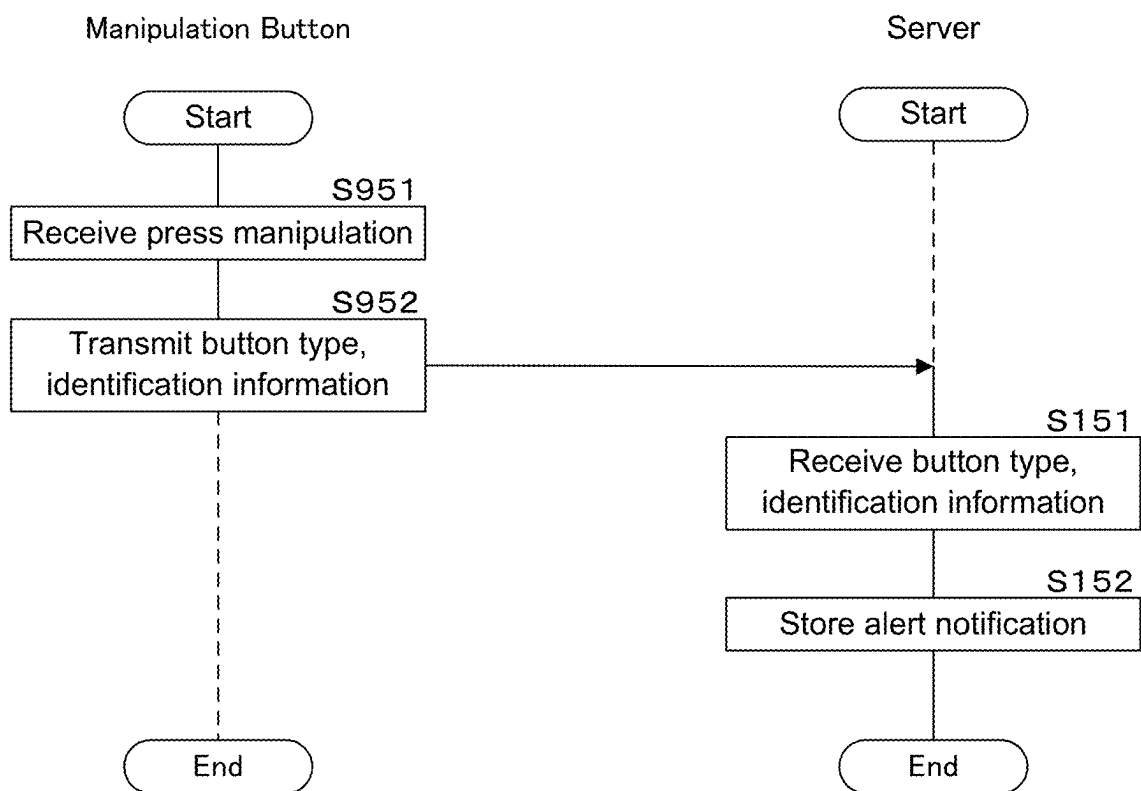 Manipulation Button
Server
Start
Start
S951
Receive press manipulation
S952
Transmit button type,
identification information
S151
Receive button type,
identification information
S152
Store alert notification
End
End